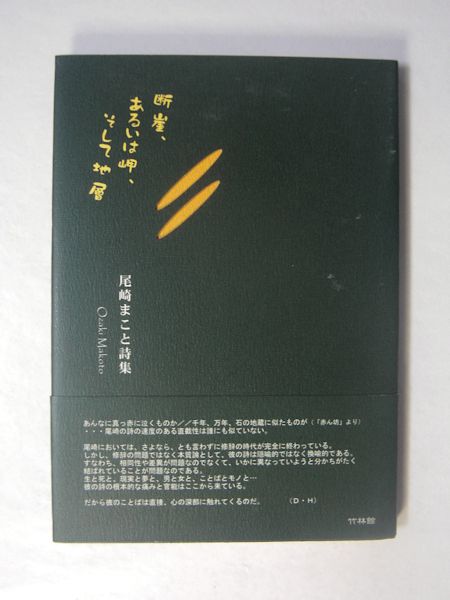 断崖、
あるいは岬、
そして地層
尾崎まこと詩集
Ozaki Makoto
あんなに真っ赤に泣くものか／／千年、万年、石の地蔵に似たものが（「赤ん坊」より）
・・・尾崎の詩の速度のある直截性は誰にも似ていない。
尾崎においては、さよなら、とも言わずに修辞の時代が完全に終わっている。
しかし、修辞の問題ではなく本質論として、彼の詩は隠喩的ではなく換喩的である。
すなわち、相同性や差異が問題なのでなくて、いかに異なっていようと分かちがたく
結ばれていることが問題なのである。
生と死と、現実と夢と、男と女と、ことばとモノと…
彼の詩の根本的な痛みと官能はここから来ている。
だから彼のことばは直接、心の深部に触れてくるのだ。　（D・H）
竹林館